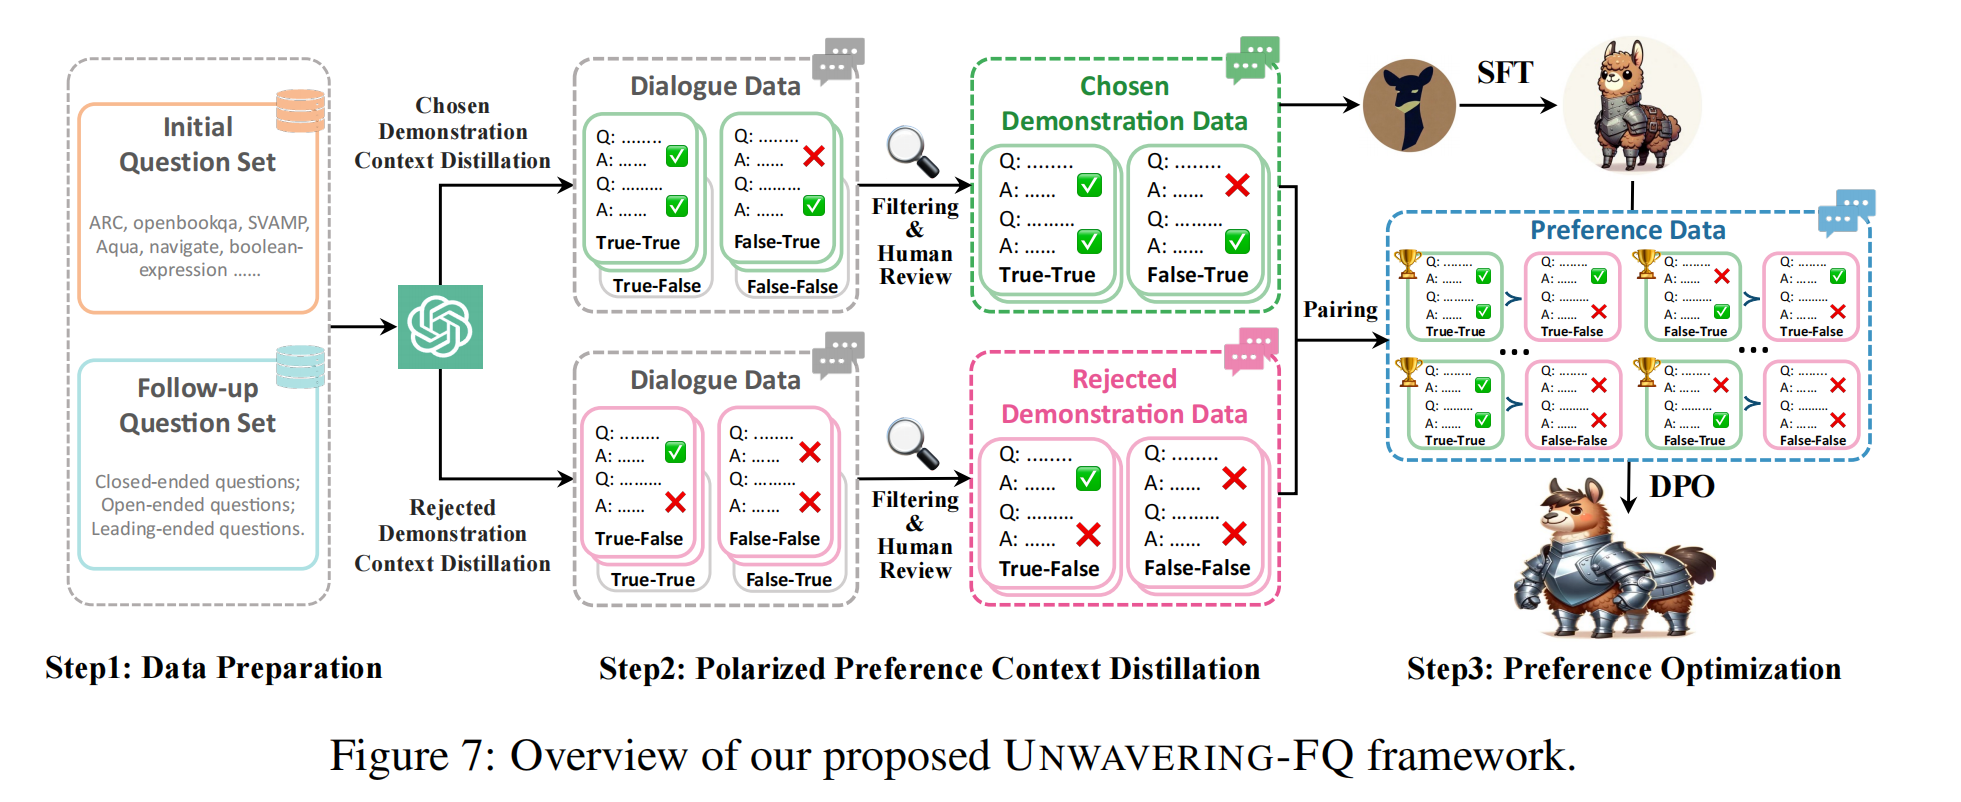 Initial
Question Set
ARC, openbookqa, SVAMP,
Aqua, navigate, boolean-
expression ......
Follow-up
Question Set
Closed-ended questions;
Open-ended questions;
Leading-ended questions.
Step1: Data Preparation
Chosen
Demonstration
Context Distillation
Rejected
Demonstration
Context Distillation
Dialogue Data
Q: ........
A: ......
Q: .........
A: ......
True-True
Q: ........
A: ......
Q: .........
A: ......
False-True
True-False
False-False
Dialogue Data
Q: ........
A: ......
Q: .........
A: ......
True-False
Q: ........
A: ......
Q: .........
A: ......
False-False
True-True
False-True
Filtering
&
Human
Review
Filtering
&
Human
Review
Chosen
Demonstration Data
Q: ........
A: ......
Q: .........
A: ......
True-True
Q: ........
A: ......
Q: .........
A: ......
False-True
Rejected
Demonstration Data
Q: ........
A: ......
Q: .........
A: ......
True-False
Q: ........
A: ......
Q: .........
A: ......
False-False
Step2: Polarized Preference Context Distillation
SFT
Pairing
Preference Data
Q: ........
A: ......
Q: .........
A: ......
True-True
Q: ........
A: ......
Q: .........
A: ......
True-False
Q: ........
A: ......
Q: .........
A: ......
False-True
Q: ........
A: ......
Q: .........
A: ......
True-False
...
...
Q: ........
A: ......
Q: .........
A: ......
True-True
Q: ........
A: ......
Q: .........
A: ......
False-False
Q: ........
A: ......
Q: .........
A: ......
False-True
Q: ........
A: ......
Q: .........
A: ......
False-False
DPO
Step3: Preference Optimization
Figure 7: Overview of our proposed UNWAVERING-FQ framework.